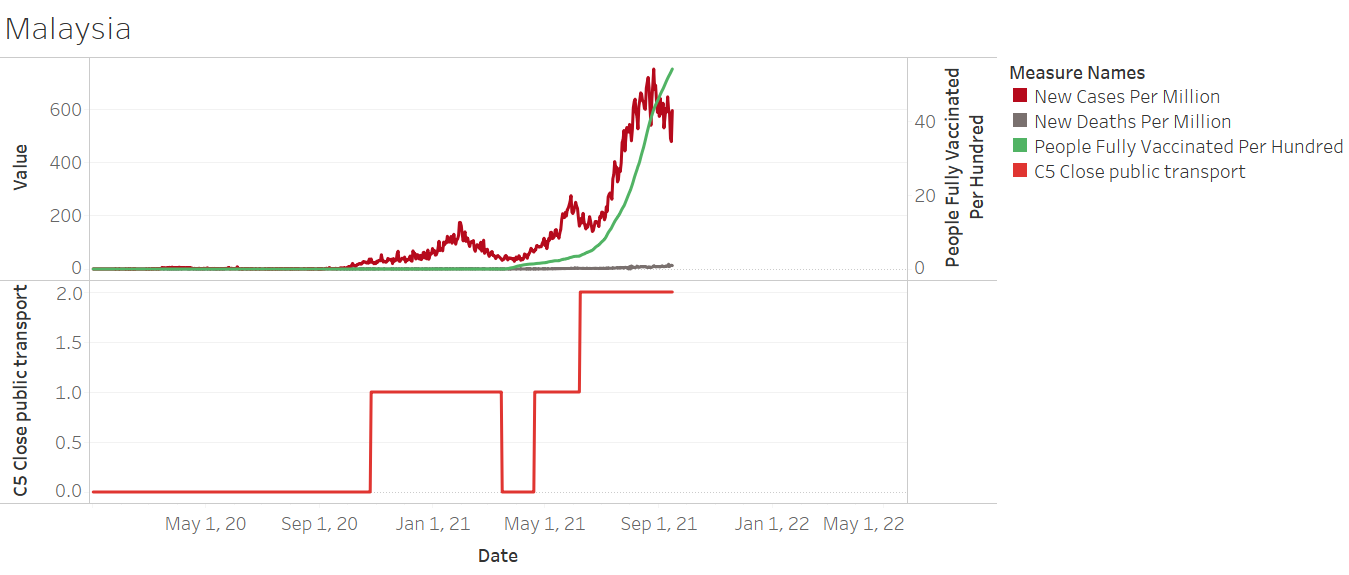 Malaysia
Value
600
400
200
0
People Fully Vaccinated
Per Hundred
40
20
0
Measure Names
New Cases Per Million
New Deaths Per Million
People Fully Vaccinated Per Hundred
C5 Close public transport
C5 Close public transport
2.0
1.5
1.0
0.5
0.0
May 1, 20 Sep 1, 20 Jan 1, 21 May 1, 21 Sep 1, 21 Jan 1, 22 May 1, 22
Date